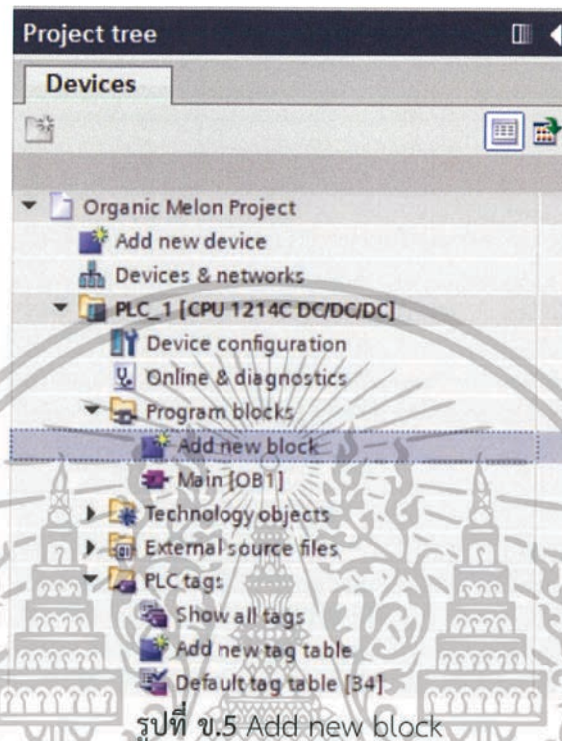 Project tree
Devices
Organic Melon Project
Add new device
Devices & networks
PLC_1 [CPU 1214C DC/DC/DC]
Device configuration
Online & diagnostics
Program blocks
Add new block
Main [OB1]
Technology objects
External source files
PLC tags
Show all tags
Add new tag table
Default tag table [34]
รูปที่ ข.5 Add new block